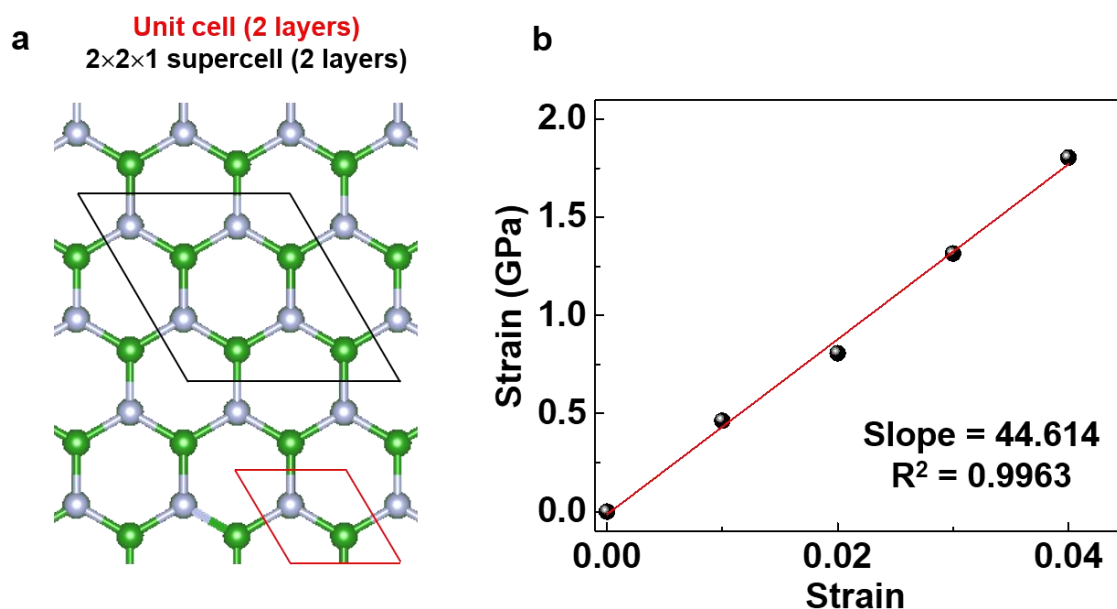 a
Unit cell (2 layers)
2×2×1 supercell (2 layers)
b
Strain (GPa)
2.0
1.5
1.0
0.5
0.0
Slope = 44.614
R² = 0.9963
0.00
0.02
0.04
Strain